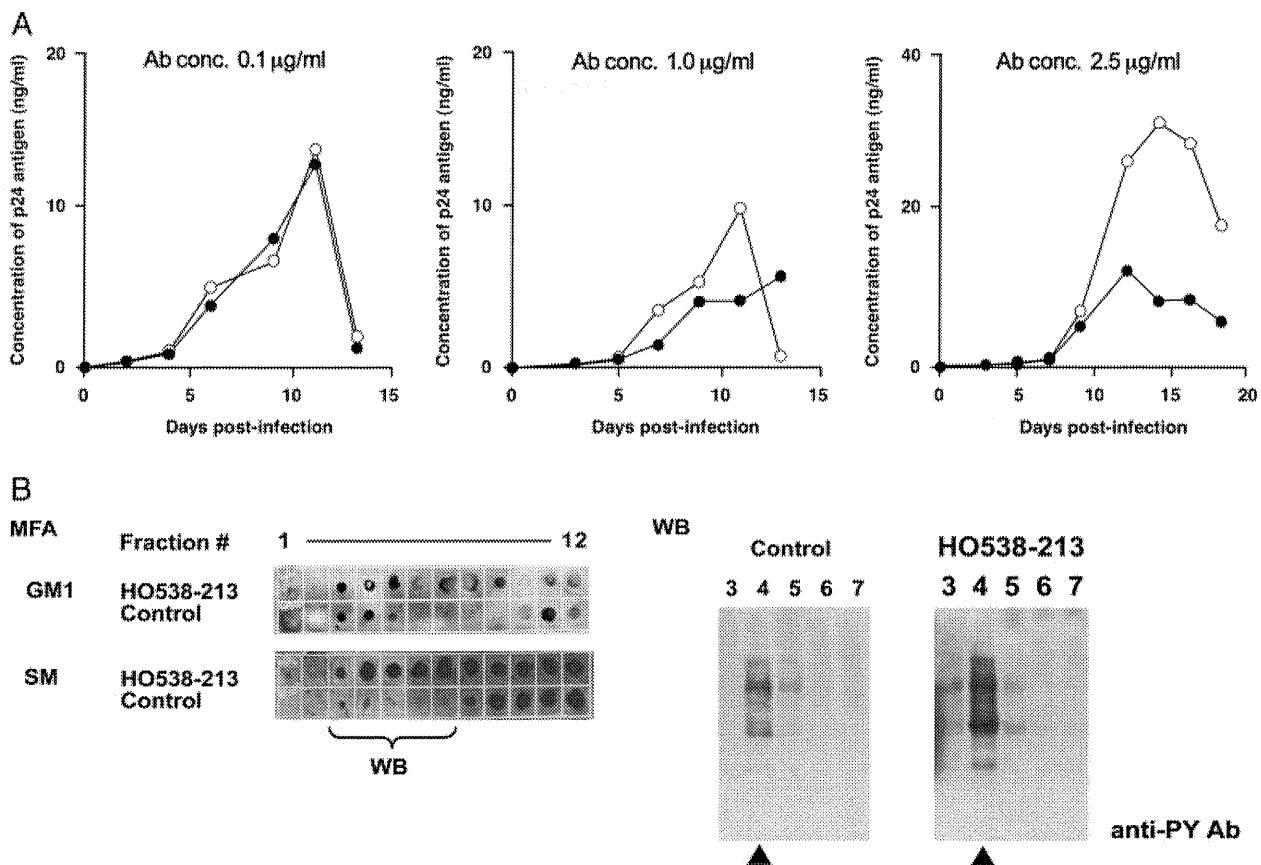 A
Ab conc. 0.1 µg/ml
Concentration of p24 antigen (ng/ml)
20
10
0
0 5 10 15
Days post-infection
Ab conc. 1.0 µg/ml
Concentration of p24 antigen (ng/ml)
20
10
0
0 5 10 15
Days post-infection
Ab conc. 2.5 µg/ml
Concentration of p24 antigen (ng/ml)
40
20
0
0 5 10 15 20
Days post-infection
B
MFA
Fraction # 1 12
GM1 HO538-213
Control
SM HO538-213
Control
WB
WB
Control
3 4 5 6 7
HO538-213
3 4 5 6 7
anti-PY Ab